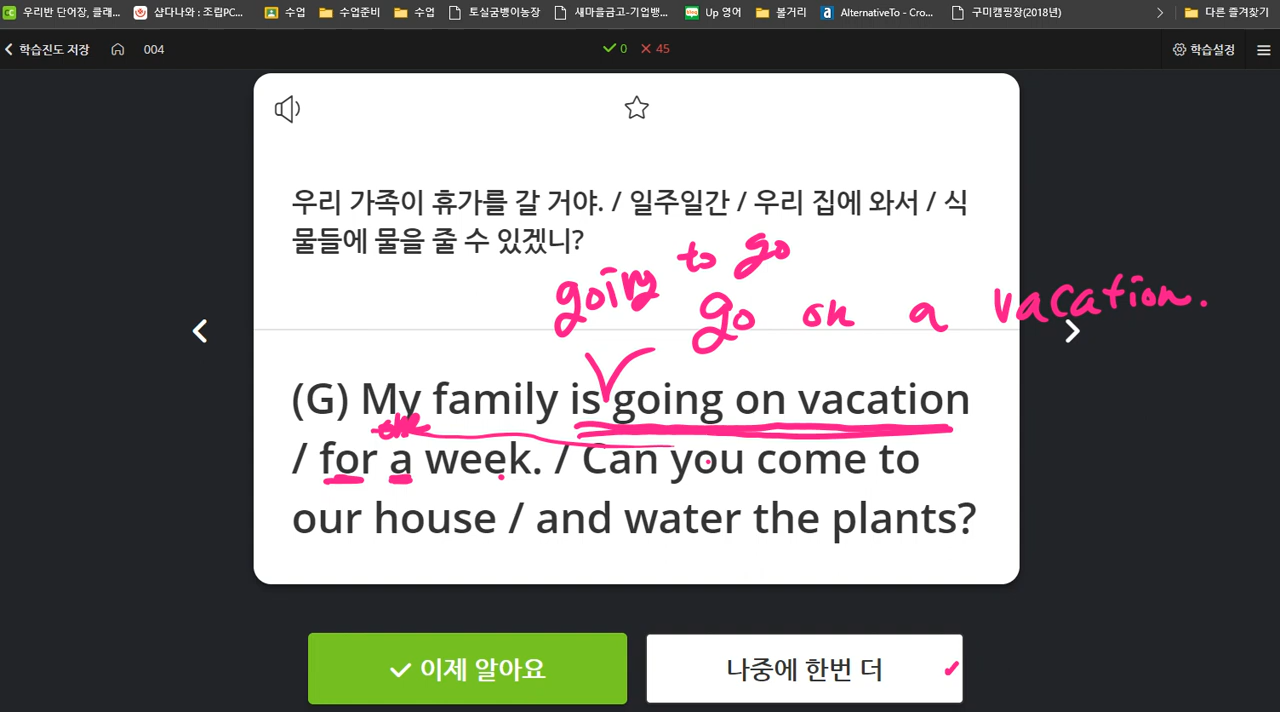 우리반 단어장, 클래... 샵다나와 : 조립PC... 수업 수업준비 수업 토실굼벵이농장 새마을금고-기업뱅... Up 영어 볼거리 AlternativeTo - Cro... 구미캠핑장(2018년) 다른 즐겨찾기
학습진도 저장 004 0 45 학습설정
우리 가족이 휴가를 갈 거야. / 일주일간 / 우리 집에 와서 / 식
물들에 물을 줄 수 있겠니?
going to go
go on a vacation.
(G) My family is going on vacation
one
/ for a week. / Can you come to
our house / and water the plants?
이제 알아요 나중에 한번 더